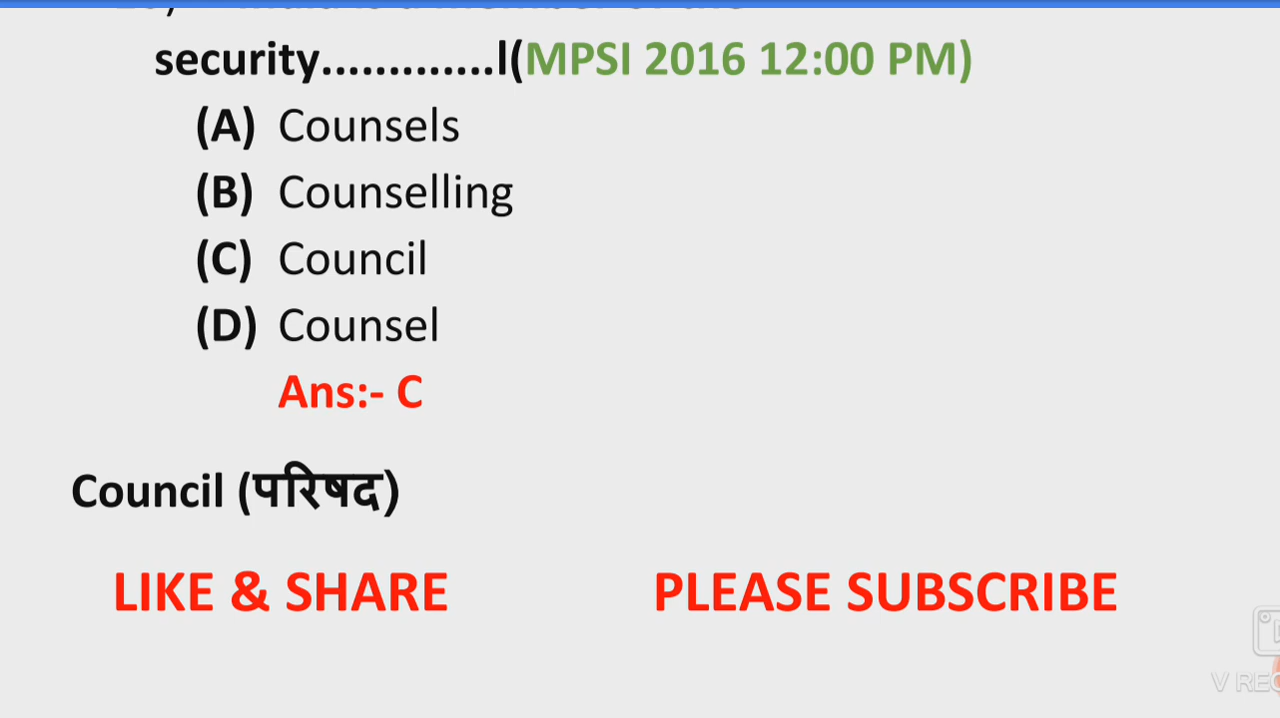 security.............l(MPSI 2016 12:00 PM)
(A) Counsels
(B) Counselling
(C) Council
(D) Counsel
Ans:- C
Council (परिषद)
LIKE & SHARE PLEASE SUBSCRIBE